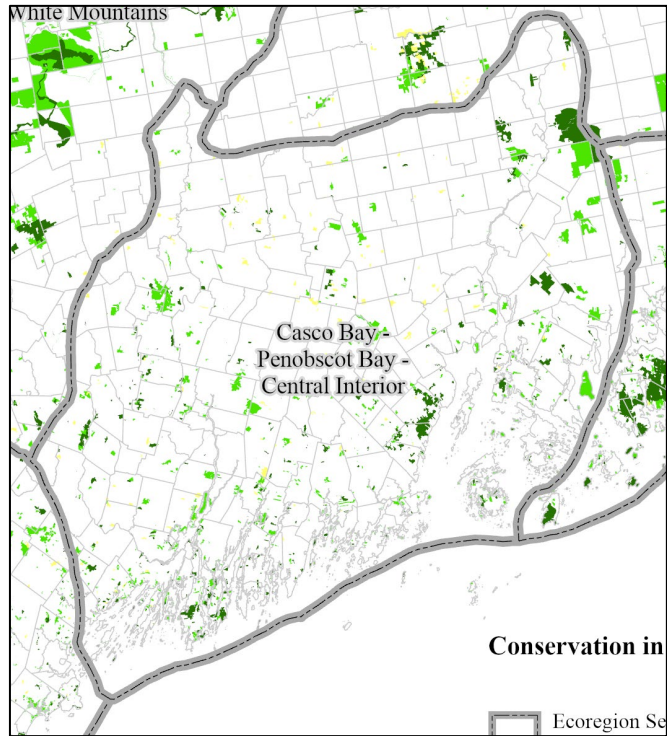 White Mountains
Casco Bay -
Penobscot Bay -
Central Interior
Conservation in
Ecoregion Se